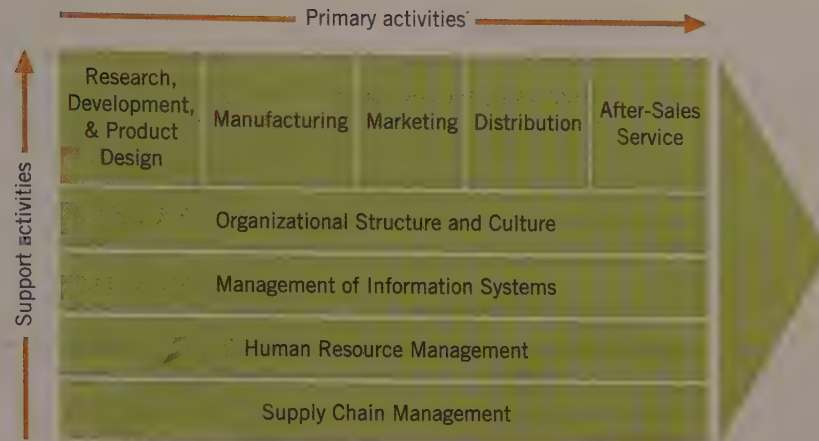 Primary activities
Support activities
Research,
Development,
& Product
Design
Manufacturing
Marketing
Distribution
After-Sales
Service
Organizational Structure and Culture
Management of Information Systems
Human Resource Management
Supply Chain Management